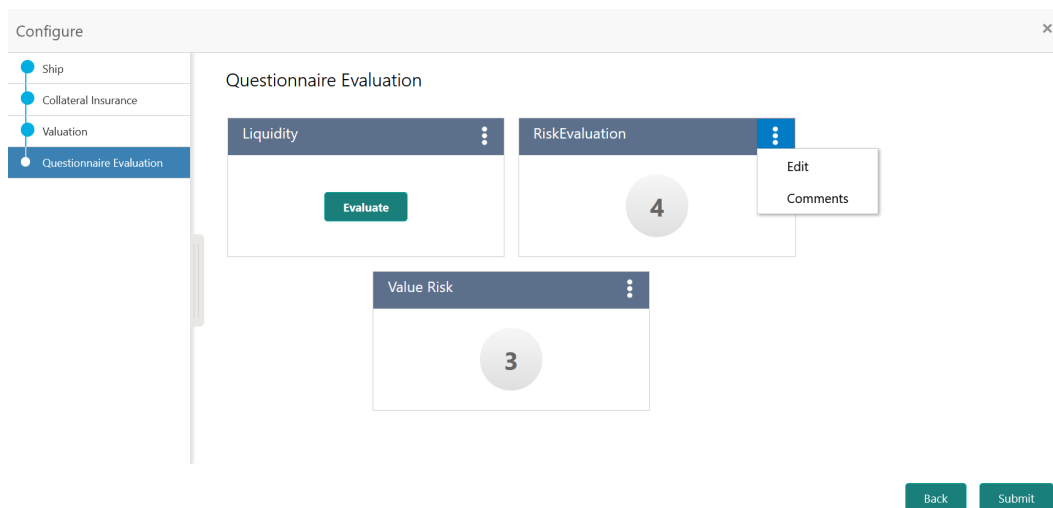 Configure
×
Ship
Collateral Insurance
Valuation
Questionnaire Evaluation
Questionnaire Evaluation
Liquidity
RiskEvaluation
Edit
Comments
Evaluate
4
Value Risk
3
Back
Submit